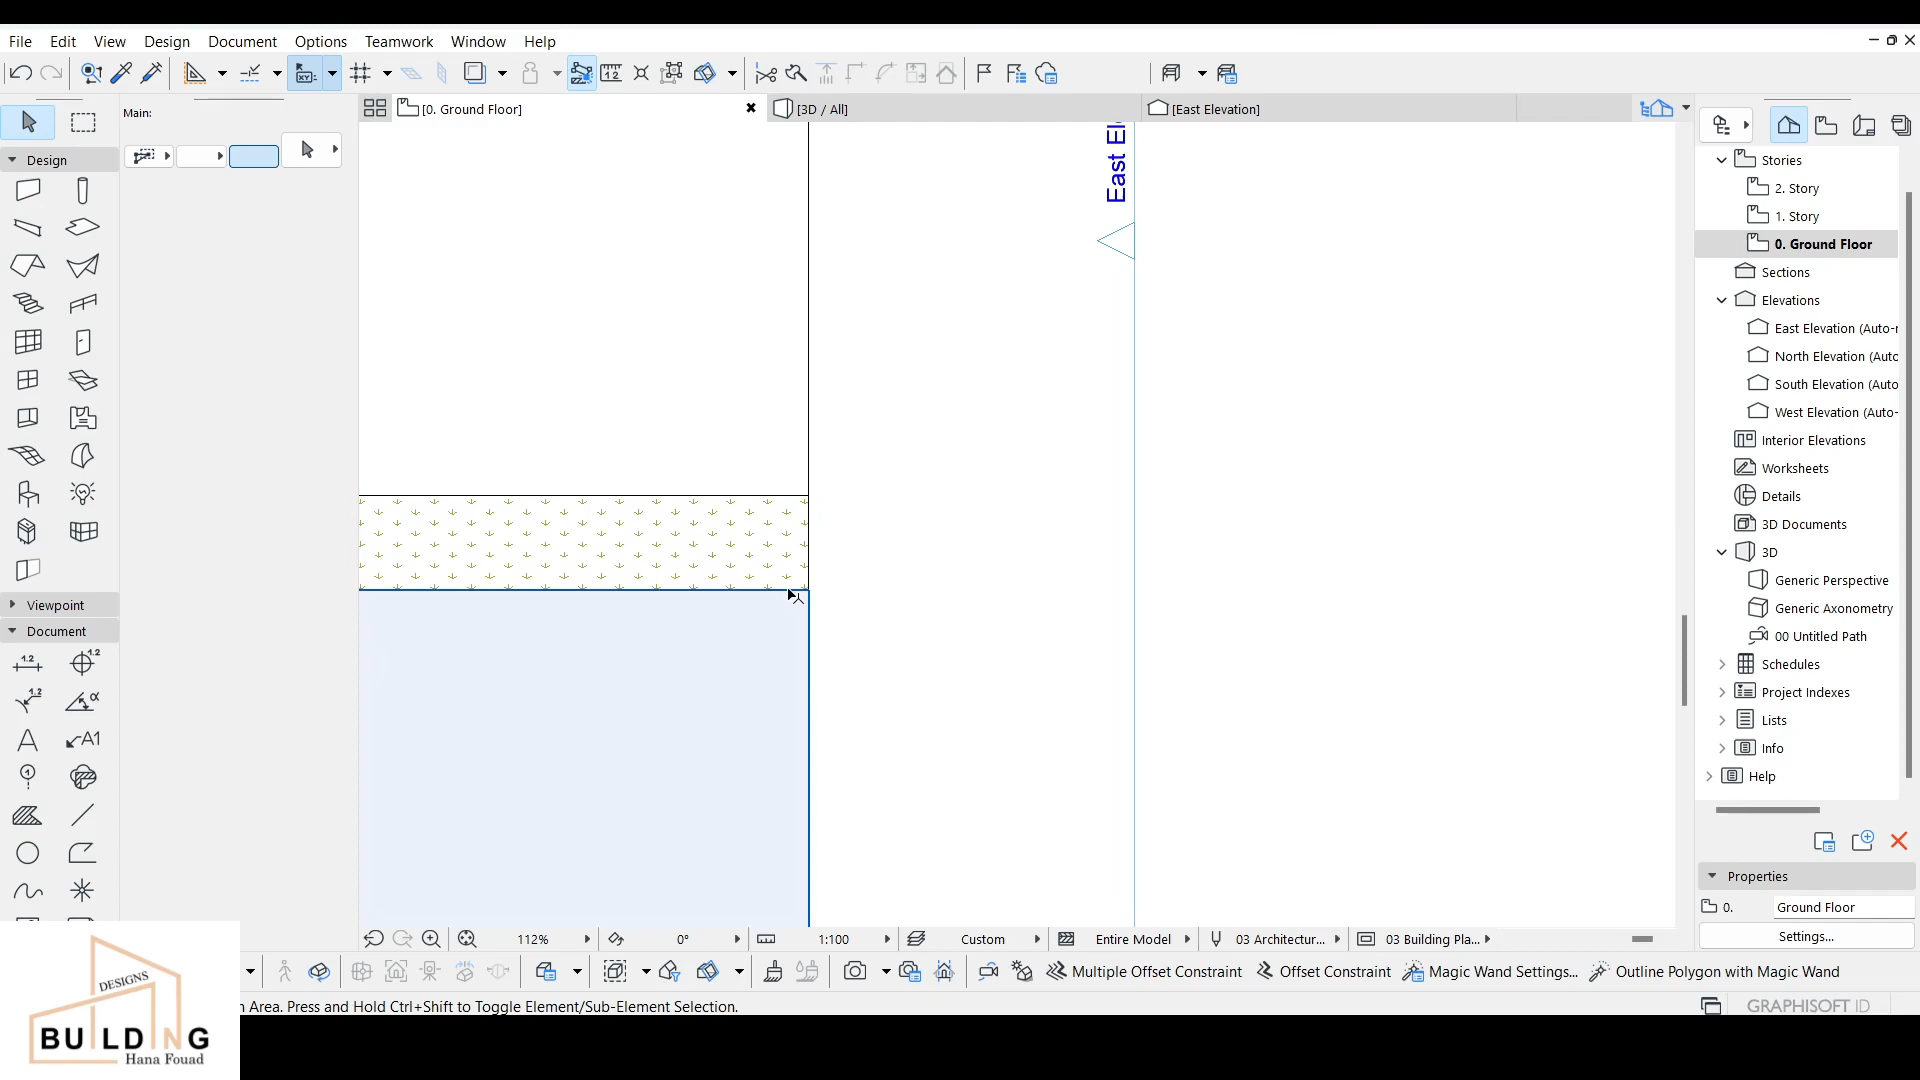 File Edit View Design Document Options Teamwork Window Help
[0. Ground Floor]
[3D / All]
[East Elevation]
Main:
Design
Viewpoint
Document
East El
Stories
2. Story
1. Story
0. Ground Floor
Sections
Elevations
East Elevation (Auto-r
North Elevation (Auto
South Elevation (Auto
West Elevation (Auto-
Interior Elevations
Worksheets
Details
3D Documents
3D
Generic Perspective
Generic Axonometry
00 Untitled Path
Schedules
Project Indexes
Lists
Info
Help
Properties
0. Ground Floor
Settings...
112% 0° 1:100 Custom Entire Model 03 Architectur... 03 Building Pla...
Multiple Offset Constraint Offset Constraint Magic Wand Settings... Outline Polygon with Magic Wand
n Area. Press and Hold Ctrl+Shift to Toggle Element/Sub-Element Selection.
GRAPHISOFT ID
DESIGNS
BUILDING
Hana Fouad